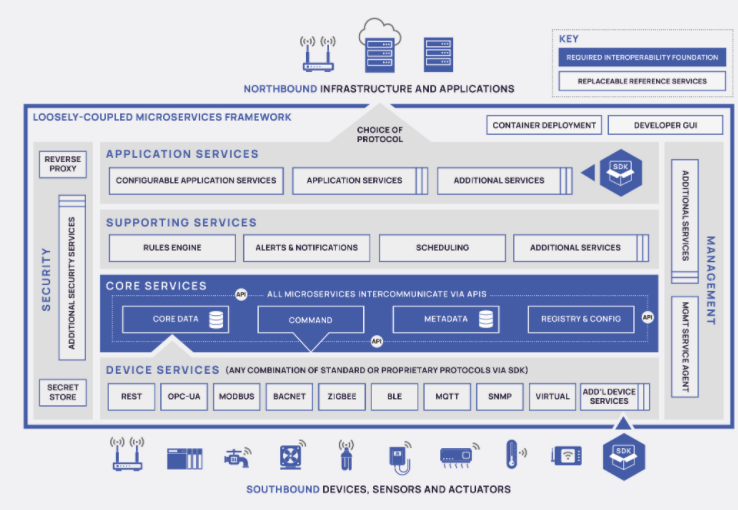 KEY
REQUIRED INTEROPERABILITY FOUNDATION
REPLACEABLE REFERENCE SERVICES
NORTHBOUND INFRASTRUCTURE AND APPLICATIONS
LOOSELY-COUPLED MICROSERVICES FRAMEWORK
CHOICE OF
PROTOCOL
CONTAINER DEPLOYMENT
DEVELOPER GUI
REVERSE
PROXY
SECURITY
ADDITIONAL SECURITY SERVICES
SECRET
STORE
APPLICATION SERVICES
CONFIGURABLE APPLICATION SERVICES
APPLICATION SERVICES
ADDITIONAL SERVICES
SDK
SUPPORTING SERVICES
RULES ENGINE
ALERTS & NOTIFICATIONS
SCHEDULING
ADDITIONAL SERVICES
CORE SERVICES
API
ALL MICROSERVICES INTERCOMMUNICATE VIA APIS
CORE DATA
COMMAND
METADATA
REGISTRY & CONFIG
API
API
DEVICE SERVICES (ANY COMBINATION OF STANDARD OR PROPRIETARY PROTOCOLS VIA SDK)
REST
OPC-UA
MODBUS
BACNET
ZIGBEE
BLE
MQTT
SNMP
VIRTUAL
ADD'L DEVICE
SERVICES
ADDITIONAL SERVICES
MANAGEMENT
MGMT SERVICE AGENT
SDK
SOUTHBOUND DEVICES, SENSORS AND ACTUATORS